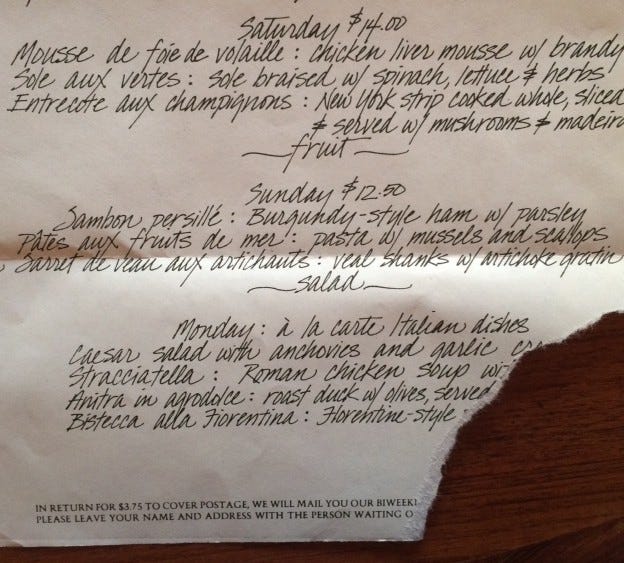 Saturday $14.00
Mousse de foie de volaille : chicken liver mousse w/ brandy
Sole aux vertes : sole braised w/ spinach, lettuce & herbs
Entrecote aux champignons : New York strip, cooked whole, sliced
& served w/ mushrooms & madeira
~fruit~
Sunday $12.50
Jambon persillé : Burgundy-style ham w/ parsley
Pâtes aux fruits de mer : pasta w/ mussels and scallops
Jarret de veau aux artichauts : veal shanks w/ artichoke gratin
~salad~
Monday : à la carte Italian dishes
Caesar salad with anchovies and garlic
Stracciatella : Roman chicken soup
Anitra in agrodolce : roast duck w/ olives, served
Bistecca alla Fiorentina : Florentine-style
IN RETURN FOR $3.75 TO COVER POSTAGE, WE WILL MAIL YOU OUR
PLEASE LEAVE YOUR NAME AND ADDRESS WITH THE PERSON WAITING